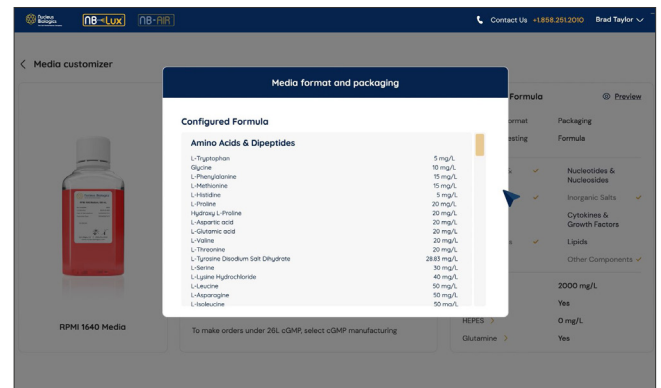 Nucleus Biologics
NB-Lux
NB-AIR
Contact Us +1.858.251.2010
Brad Taylor
Media customizer
Media format and packaging
Configured Formula
Amino Acids & Dipeptides
L-Tryptophan 5 mg/L
Glycine 10 mg/L
L-Phenylalanine 15 mg/L
L-Methionine 15 mg/L
L-Histidine 5 mg/L
L-Proline 20 mg/L
Hydroxy L-Proline 20 mg/L
L-Aspartic acid 20 mg/L
L-Glutamic acid 20 mg/L
L-Valine 20 mg/L
L-Threonine 20 mg/L
L-Tyrosine Disodium Salt Dihydrate 28.83 mg/L
L-Serine 30 mg/L
L-Lysine Hydrochloride 40 mg/L
L-Leucine 50 mg/L
L-Asparagine 50 mg/L
L-Isoleucine 50 mg/L
RPMI 1640 Media
To make orders under 26L cGMP, select cGMP manufacturing
Formula
Preview
Packaging
Formula
Nucleotides &
Nucleosides
Inorganic Salts
Cytokines &
Growth Factors
Lipids
Other Components
2000 mg/L
Yes
HEPES 0 mg/L
Glutamine Yes